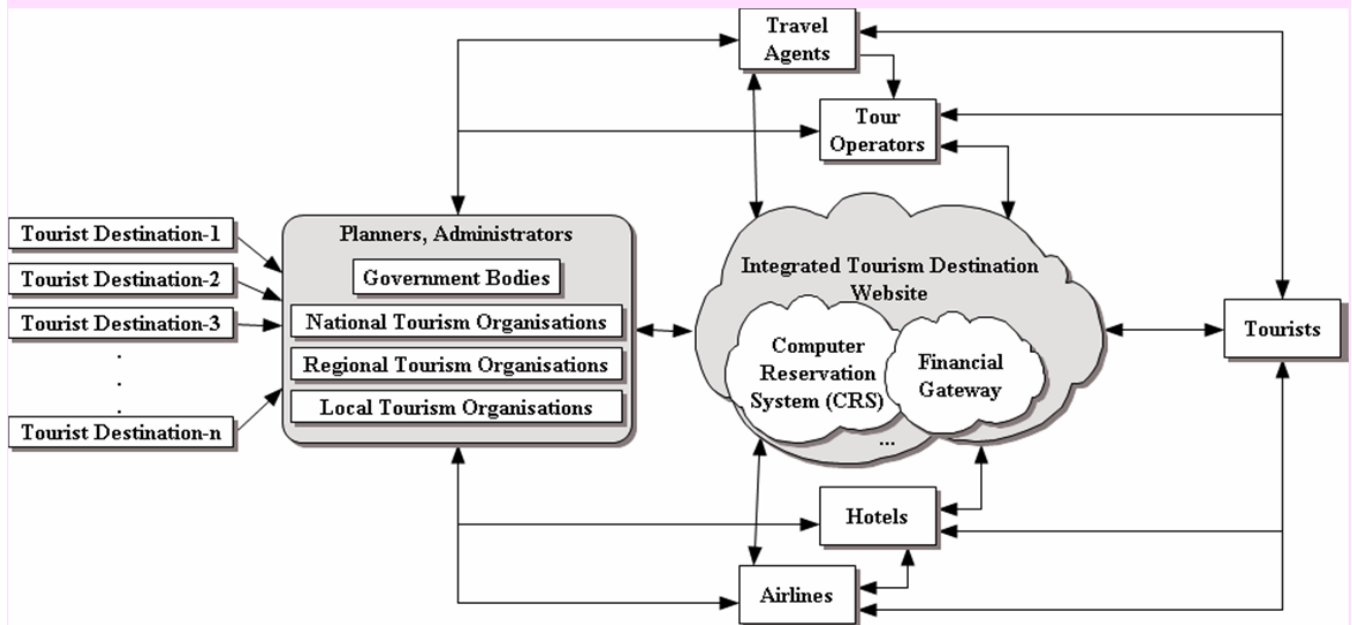 Travel
Agents
Tour
Operators
Tourist Destination-1
Tourist Destination-2
Tourist Destination-3
.
.
.
Tourist Destination-n
Planners, Administrators
Government Bodies
National Tourism Organisations
Regional Tourism Organisations
Local Tourism Organisations
Integrated Tourism Destination
Website
Computer
Reservation
System (CRS)
Financial
Gateway
...
Tourists
Hotels
Airlines